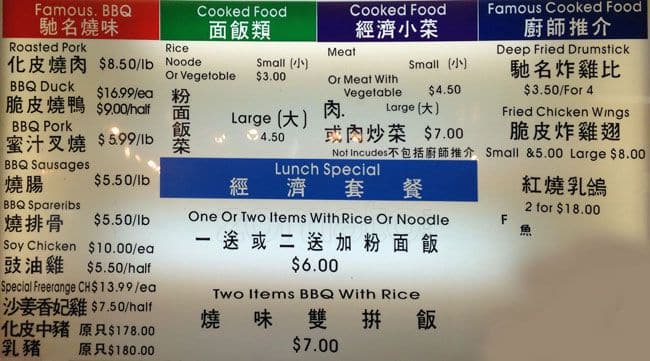 Famous. BBQ
馳名燒味
Roasted Pork
化皮燒肉 $8.50/lb
BBQ Duck $16.99/ea
脆皮燒鴨 $9.00/half
BBQ Pork
蜜汁叉燒 $5.99/lb
BBQ Sausages
燒腸 $5.50/lb
BBQ Spareribs
燒排骨 $5.50/lb
Soy Chicken $10.00/ea
豉油雞 $5.50/half
Special Freerange CH $13.99/ea
沙姜香妃雞 $7.50/half
化皮中豬 原只 $178.00
乳豬 原只 $180.00
Cooked Food
面飯類
Rice
Noode Small (小)
Or Vegetoble $3.00
粉面飯菜
Large (大)
4.50
Cooked Food
經濟小菜
Meat
Small (小)
Or Meat With
Vegetable $4.50
肉. Large (大)
或肉炒菜 $7.00
Not Incudes不包括廚師推介
Lunch Special
經濟套餐
One Or Two Items With Rice Or Noodle
一送或二送加粉面飯
$6.00
Two Items BBQ With Rice
燒味雙拼飯
$7.00
Famous Cooked Food
廚師推介
Deep Fried Drumstick
馳名炸雞比
$3.50/For 4
Fried Chicken Wings
脆皮炸雞翅
Small &5.00 Large $8.00
紅燒乳鴿
2 for $18.00
F
魚